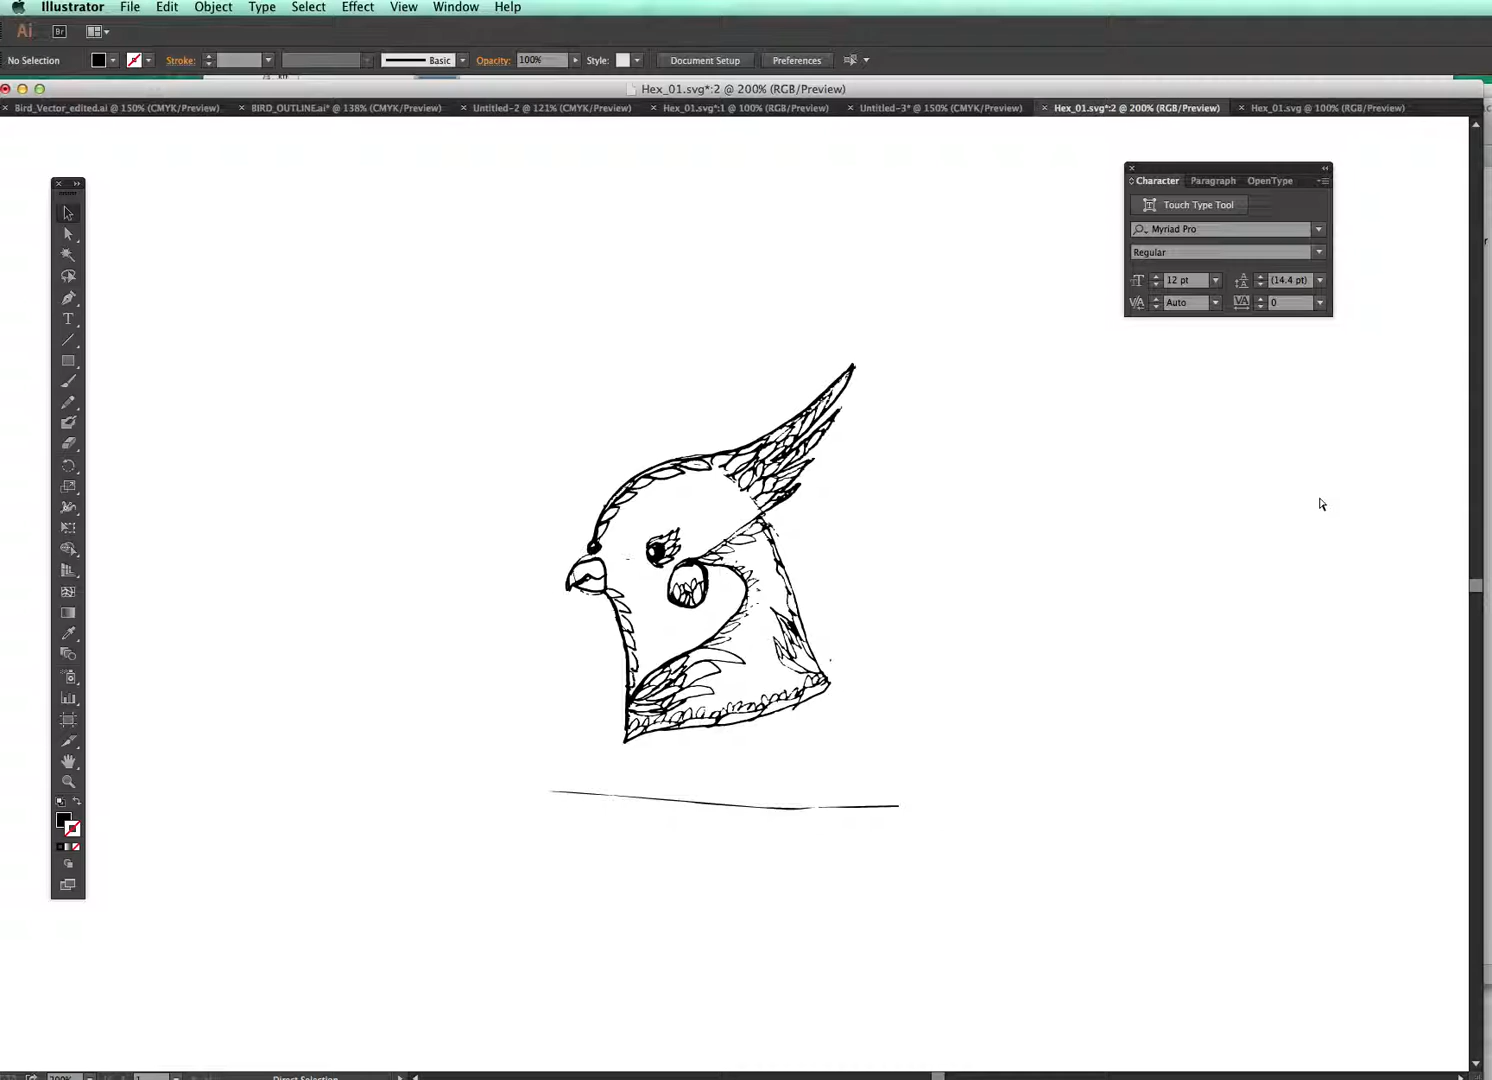 Illustrator File Edit Object Type Select Effect View Window Help
Ai Br
No Selection Stroke: Basic Opacity: 100% Style: Document Setup Preferences
Hex_01.svg*:2 @ 200% (RGB/Preview)
Bird_Vector_edited.ai @ 150% (CMYK/Preview) BIRD_OUTLINE.ai* @ 138% (CMYK/Preview) Untitled-2 @ 121% (CMYK/Preview) Hex_01.svg*:1 @ 100% (RGB/Preview) Untitled-3* @ 150% (CMYK/Preview) Hex_01.svg*:2 @ 200% (RGB/Preview) Hex_01.svg @ 100% (RGB/Preview)
Character Paragraph OpenType
Touch Type Tool
Myriad Pro
Regular
12 pt (14.4 pt)
Auto 0
200% 1 Direct Selection